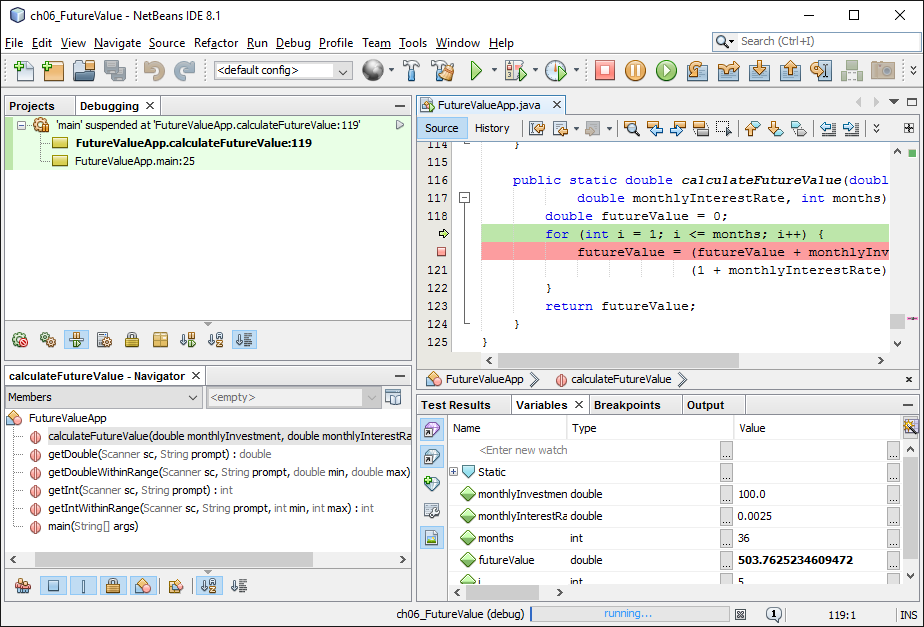 ch06_FutureValue - NetBeans IDE 8.1
File Edit View Navigate Source Refactor Run Debug Profile Team Tools Window Help
Search (Ctrl+I)
<default config>
Projects Debugging
'main' suspended at 'FutureValueApp.calculateFutureValue:119'
FutureValueApp.calculateFutureValue:119
FutureValueApp.main:25
calculateFutureValue - Navigator
Members <empty>
FutureValueApp
calculateFutureValue(double monthlyInvestment, double monthlyInterestRa
getDouble(Scanner sc, String prompt) : double
getDoubleWithinRange(Scanner sc, String prompt, double min, double max)
getInt(Scanner sc, String prompt) : int
getIntWithinRange(Scanner sc, String prompt, int min, int max) : int
main(String[] args)
FutureValueApp.java
Source History
114 }
115
116 public static double calculateFutureValue(doubl
117 double monthlyInterestRate, int months)
118 double futureValue = 0;
for (int i = 1; i <= months; i++) {
futureValue = (futureValue + monthlyInv
121 (1 + monthlyInterestRate)
122 }
123 return futureValue;
124 }
125 }
FutureValueApp calculateFutureValue
Test Results Variables Breakpoints Output
Name Type Value
<Enter new watch
Static
monthlyInvestmen double 100.0
monthlyInterestRa double 0.0025
months int 36
futureValue double 503.7625234609472
i int 5
ch06_FutureValue (debug) running... 1 119:1 INS